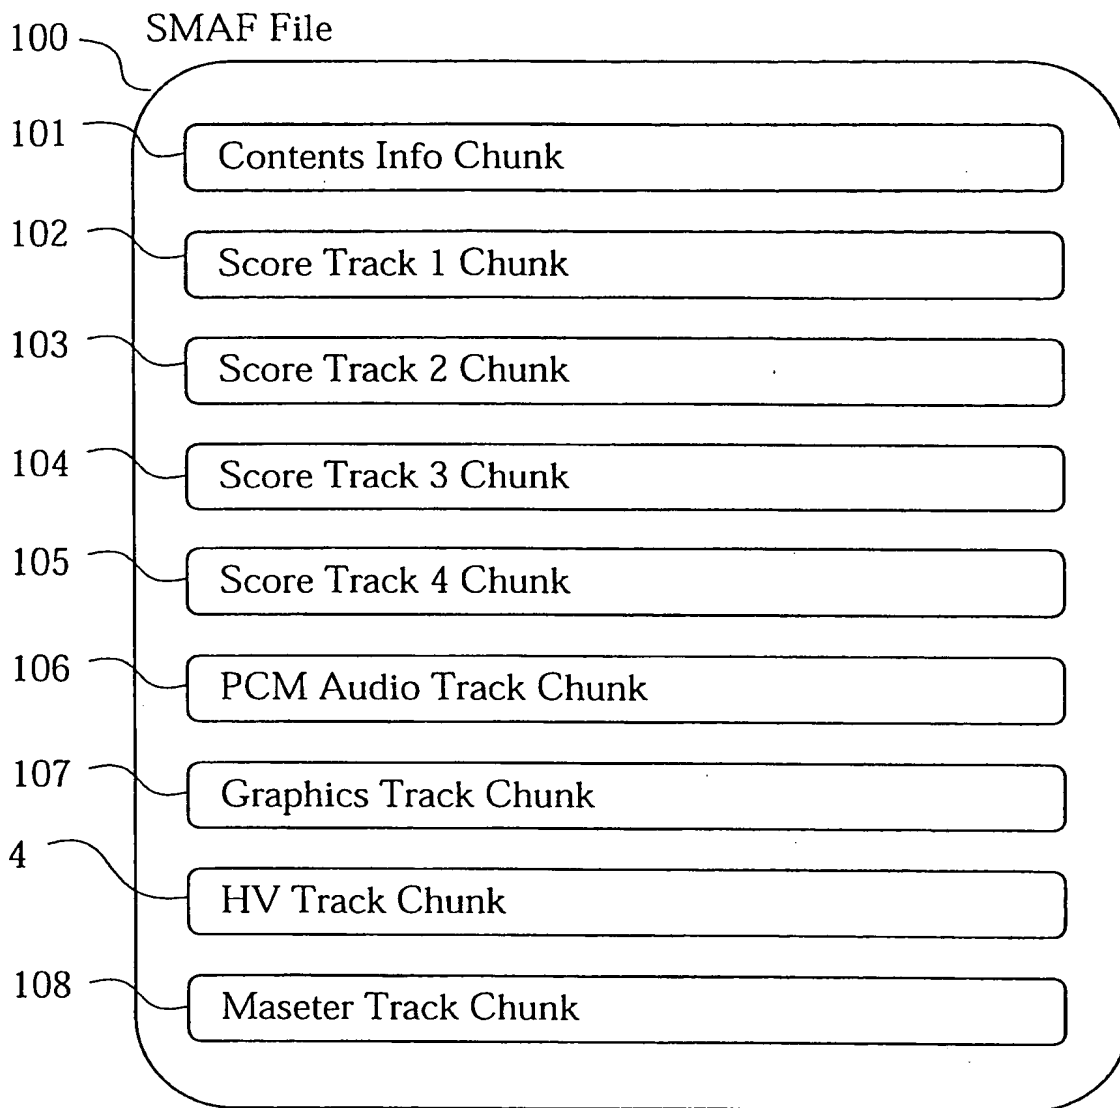 SMAF File
100
101
Contents Info Chunk
102
Score Track 1 Chunk
103
Score Track 2 Chunk
104
Score Track 3 Chunk
105
Score Track 4 Chunk
106
PCM Audio Track Chunk
107
Graphics Track Chunk
4
HV Track Chunk
108
Maseter Track Chunk